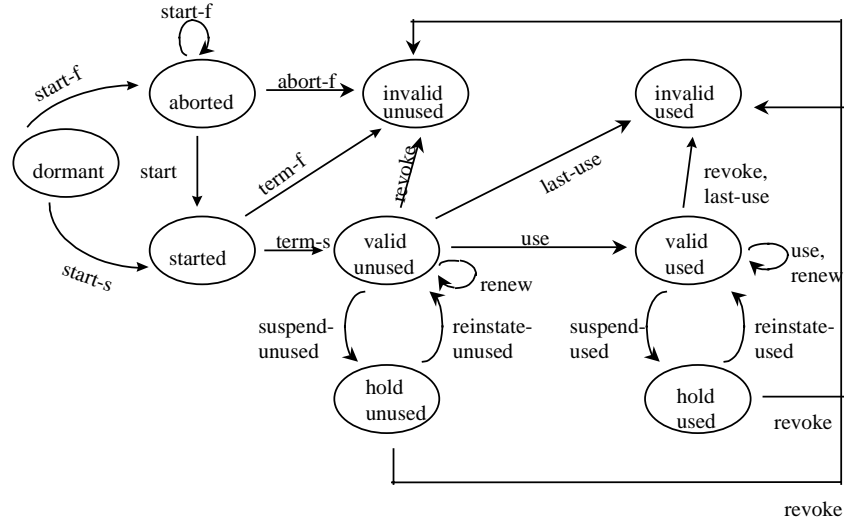 start-f
start-f
aborted
abort-f
invalid
unused
invalid
used
dormant
start
term-f
revoke
last-use
revoke,
last-use
start-s
started
term-s
valid
unused
use
valid
used
use,
renew
renew
suspend-
unused
reinstate-
unused
suspend-
used
reinstate-
used
hold
unused
hold
used
revoke
revoke